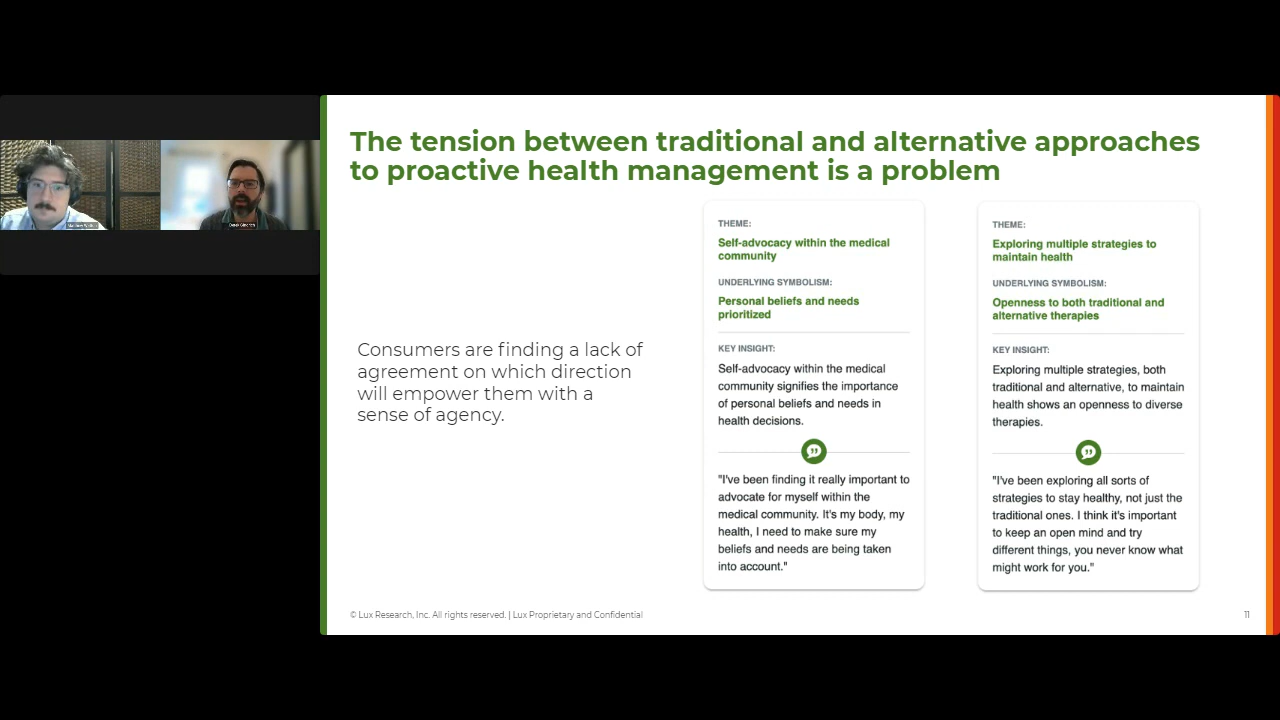 The tension between traditional and alternative approaches
to proactive health management is a problem
Consumers are finding a lack of
agreement on which direction
will empower them with a
sense of agency.
THEME:
Self-advocacy within the medical
community
UNDERLYING SYMBOLISM:
Personal beliefs and needs
prioritized
KEY INSIGHT:
Self-advocacy within the medical
community signifies the importance
of personal beliefs and needs in
health decisions.
"I've been finding it really important to
advocate for myself within the
medical community. It's my body, my
health, I need to make sure my
beliefs and needs are being taken
into account."
THEME:
Exploring multiple strategies to
maintain health
UNDERLYING SYMBOLISM:
Openness to both traditional and
alternative therapies
KEY INSIGHT:
Exploring multiple strategies, both
traditional and alternative, to maintain
health shows an openness to diverse
therapies.
"I've been exploring all sorts of
strategies to stay healthy, not just the
traditional ones. I think it's important
to keep an open mind and try
different things, you never know what
might work for you."
© Lux Research, Inc. All rights reserved. | Lux Proprietary and Confidential
11